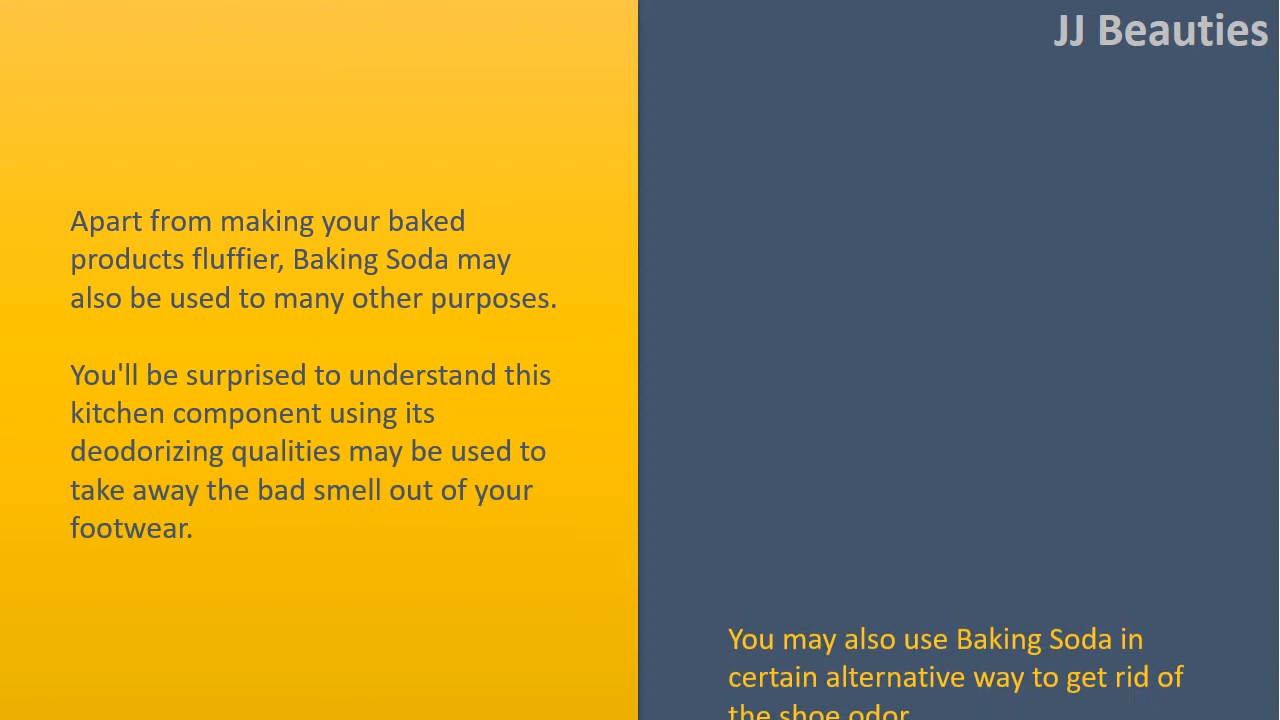 JJ Beauties
Apart from making your baked
products fluffier, Baking Soda may
also be used to many other purposes.
You'll be surprised to understand this
kitchen component using its
deodorizing qualities may be used to
take away the bad smell out of your
footwear.
You may also use Baking Soda in
certain alternative way to get rid of
the shoe odor